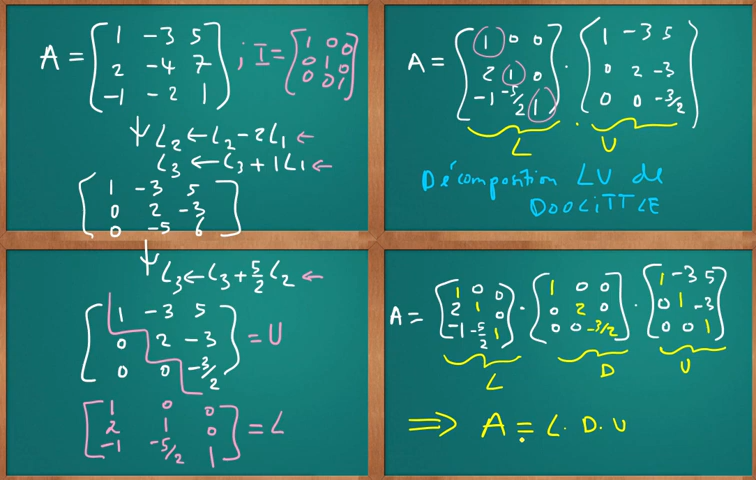 A = [ 1 -3 5 ; I = [ 1 0 0
2 -4 7 0 1 0
-1 -2 1 ] 0 0 1 ]
↓ L2 ← L2 - 2L1 ←
L3 ← L3 + 1L1 ←
[ 1 -3 5
0 2 -3
0 -5 6 ]
A = [ 1 0 0 . [ 1 -3 5
2 1 0 0 2 -3
-1 -5/2 1 ] 0 0 -3/2 ]
L . U
Décomposition LU de
DOOLiTTLE
↓ L3 ← L3 + 5/2 L2 ←
[ 1 -3 5
0 2 -3 = U
0 0 -3/2 ]
[ 1 0 0
2 1 0 = L
-1 -5/2 1 ]
A = [ 1 0 0 . [ 1 0 0 . [ 1 -3 5
2 1 0 0 2 0 0 1 -3
-1 -5/2 1 ] 0 0 -3/2 ] 0 0 1 ]
L D U
⟹ A = L . D . U